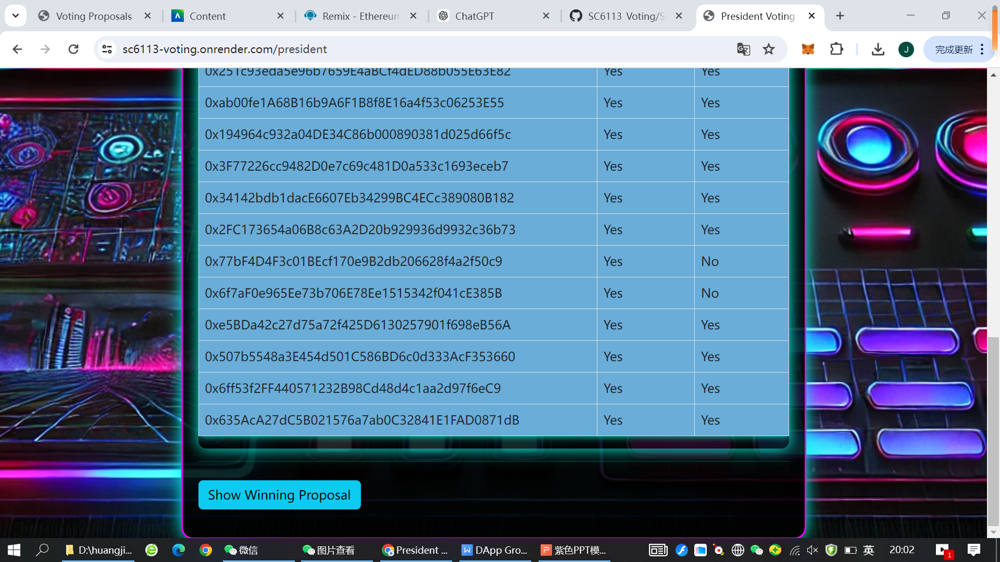 Voting Proposals
Content
Remix - Ethereum
ChatGPT
SC6113 Voting/S
President Voting
sc6113-voting.onrender.com/president
J
完成更新
0x251c93eda5e96b7659E4aBCf4dED88b055E63E82 Yes Yes
0xab00fe1A68B16b9A6F1B8f8E16a4f53c06253E55 Yes Yes
0x194964c932a04DE34C86b000890381d025d66f5c Yes Yes
0x3F77226cc9482D0e7c69c481D0a533c1693eceb7 Yes Yes
0x34142bdb1dacE6607Eb34299BC4ECc389080B182 Yes Yes
0x2FC173654a06B8c63A2D20b929936d9932c36b73 Yes Yes
0x77bF4D4F3c01BEcf170e9B2db206628f4a2f50c9 Yes No
0x6f7aF0e965Ee73b706E78Ee1515342f041cE385B Yes No
0xe5BDa42c27d75a72f425D6130257901f698eB56A Yes Yes
0x507b5548a3E454d501C586BD6c0d333AcF353660 Yes Yes
0x6ff53f2FF440571232B98Cd48d4c1aa2d97f6eC9 Yes Yes
0x635AcA27dC5B021576a7ab0C32841E1FAD0871dB Yes Yes
Show Winning Proposal
D:\huangji...
微信
图片查看
President ...
DApp Gro...
紫色PPT模...
英
20:02
1